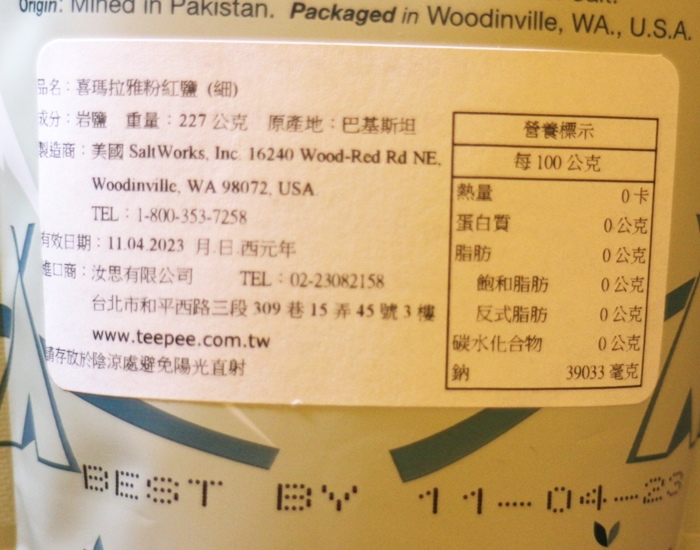 Origin: Mined in Pakistan. Packaged in Woodinville, WA., U.S.A.
品名：喜瑪拉雅粉紅鹽 (細)
成分：岩鹽 重量：227 公克 原產地：巴基斯坦
製造商：美國 SaltWorks, Inc. 16240 Wood-Red Rd NE,
Woodinville, WA 98072, USA
TEL：1-800-353-7258
有效日期：11.04.2023 月.日.西元年
進口商：汝思有限公司 TEL：02-23082158
台北市和平西路三段 309 巷 15 弄 45 號 3 樓
www.teepee.com.tw
請存放於陰涼處避免陽光直射
營養標示
每 100 公克
熱量 0 卡
蛋白質 0 公克
脂肪 0 公克
飽和脂肪 0 公克
反式脂肪 0 公克
碳水化合物 0 公克
鈉 39033 毫克
BEST BY 11-04-23